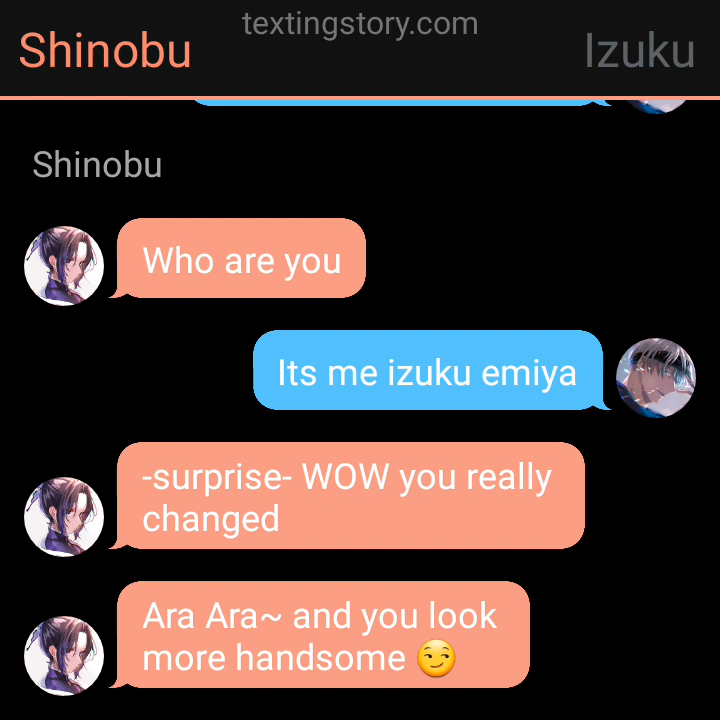 textingstory.com
Shinobu
Izuku
Shinobu
Who are you
Its me izuku emiya
-surprise- WOW you really
changed
Ara Ara~ and you look
more handsome 😏